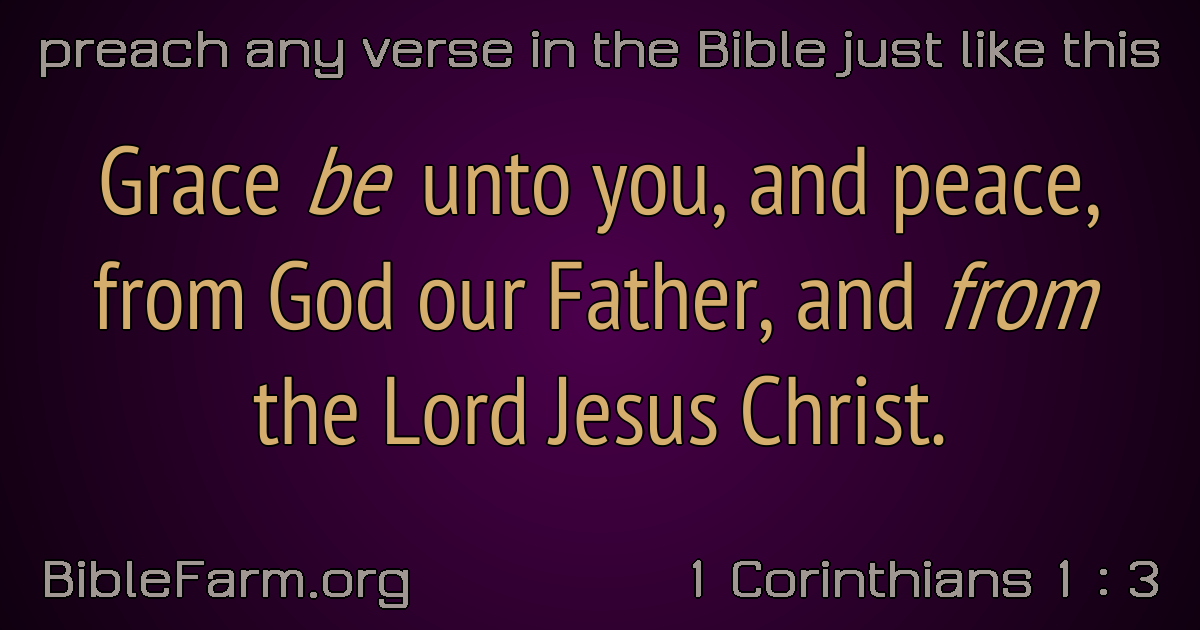 preach any verse in the Bible just like this
Grace be unto you, and peace,
from God our Father, and from
the Lord Jesus Christ.
BibleFarm.org
1 Corinthians 1 : 3